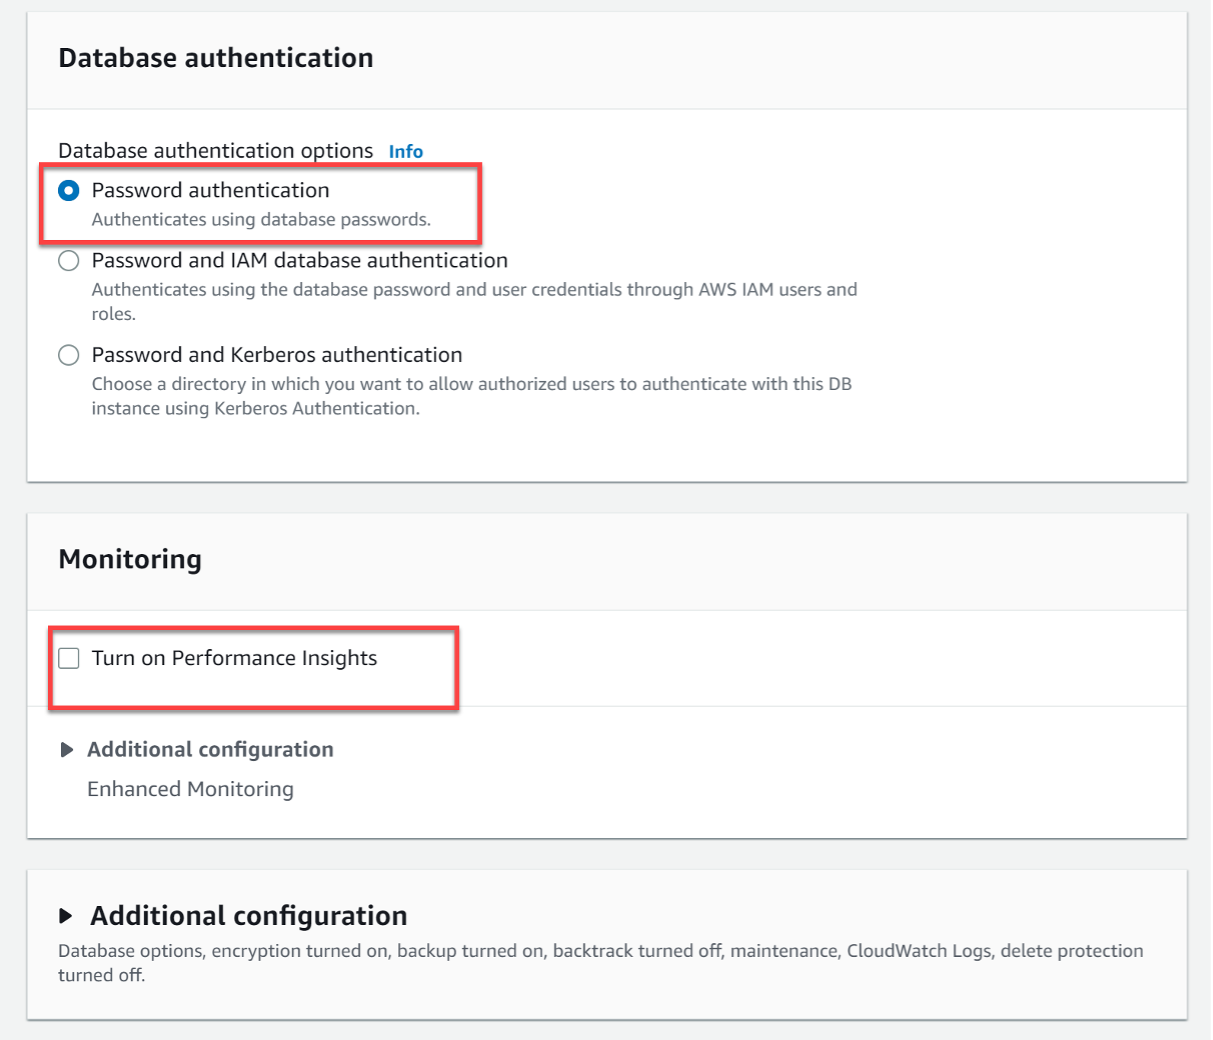 Database authentication
Database authentication options Info
Password authentication
Authenticates using database passwords.
Password and IAM database authentication
Authenticates using the database password and user credentials through AWS IAM users and
roles.
Password and Kerberos authentication
Choose a directory in which you want to allow authorized users to authenticate with this DB
instance using Kerberos Authentication.
Monitoring
Turn on Performance Insights
Additional configuration
Enhanced Monitoring
Additional configuration
Database options, encryption turned on, backup turned on, backtrack turned off, maintenance, CloudWatch Logs, delete protection
turned off.